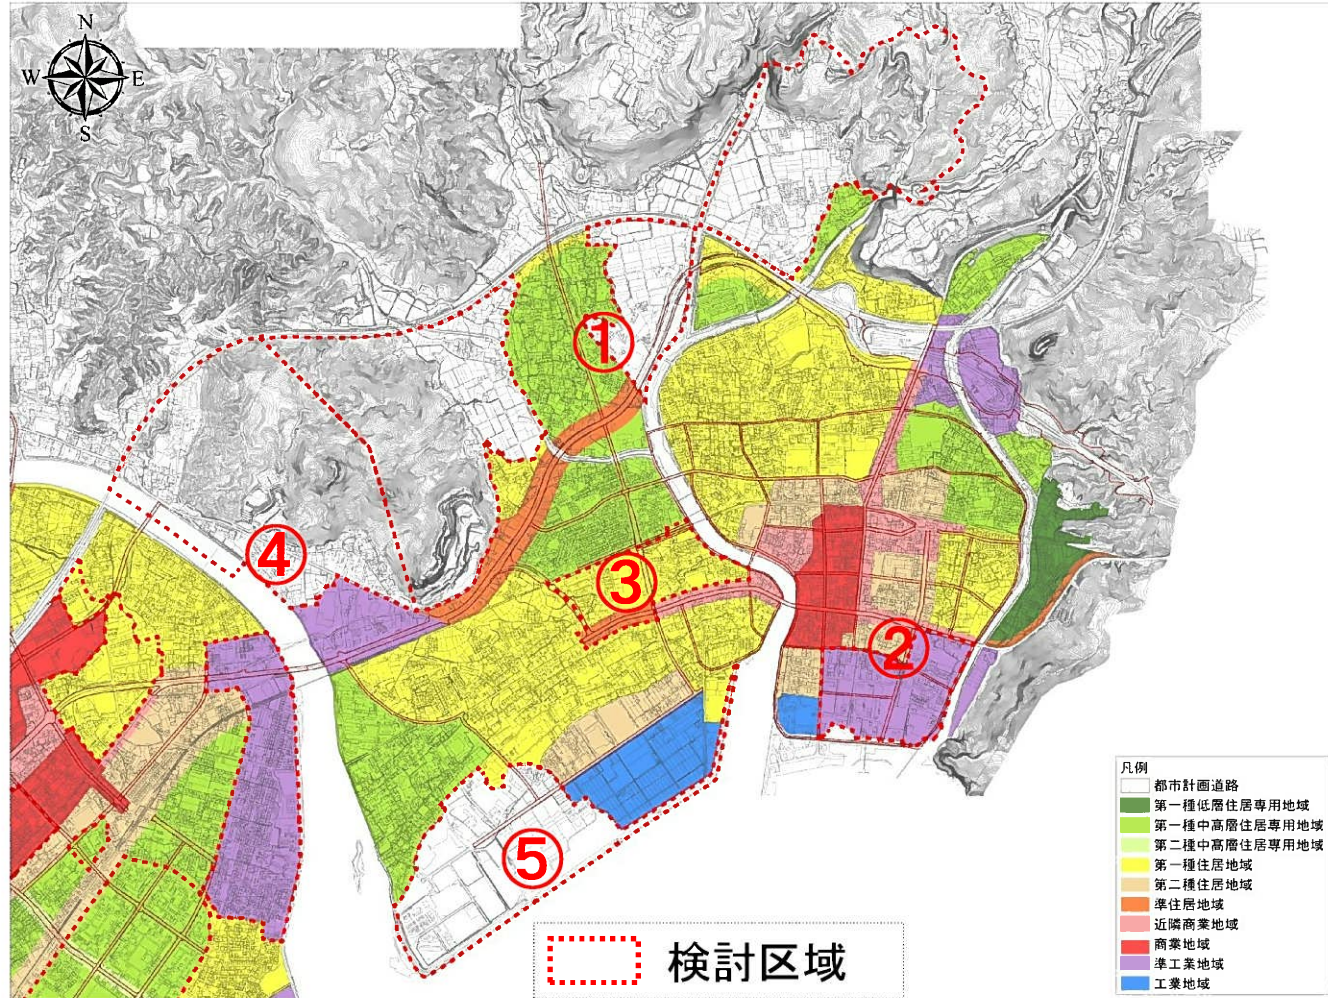 N
W E
S
①
④
③
②
⑤
凡例
都市計画道路
第一種低層住居専用地域
第一種中高層住居専用地域
第二種中高層住居専用地域
第一種住居地域
第二種住居地域
準住居地域
近隣商業地域
商業地域
準工業地域
工業地域
検討区域